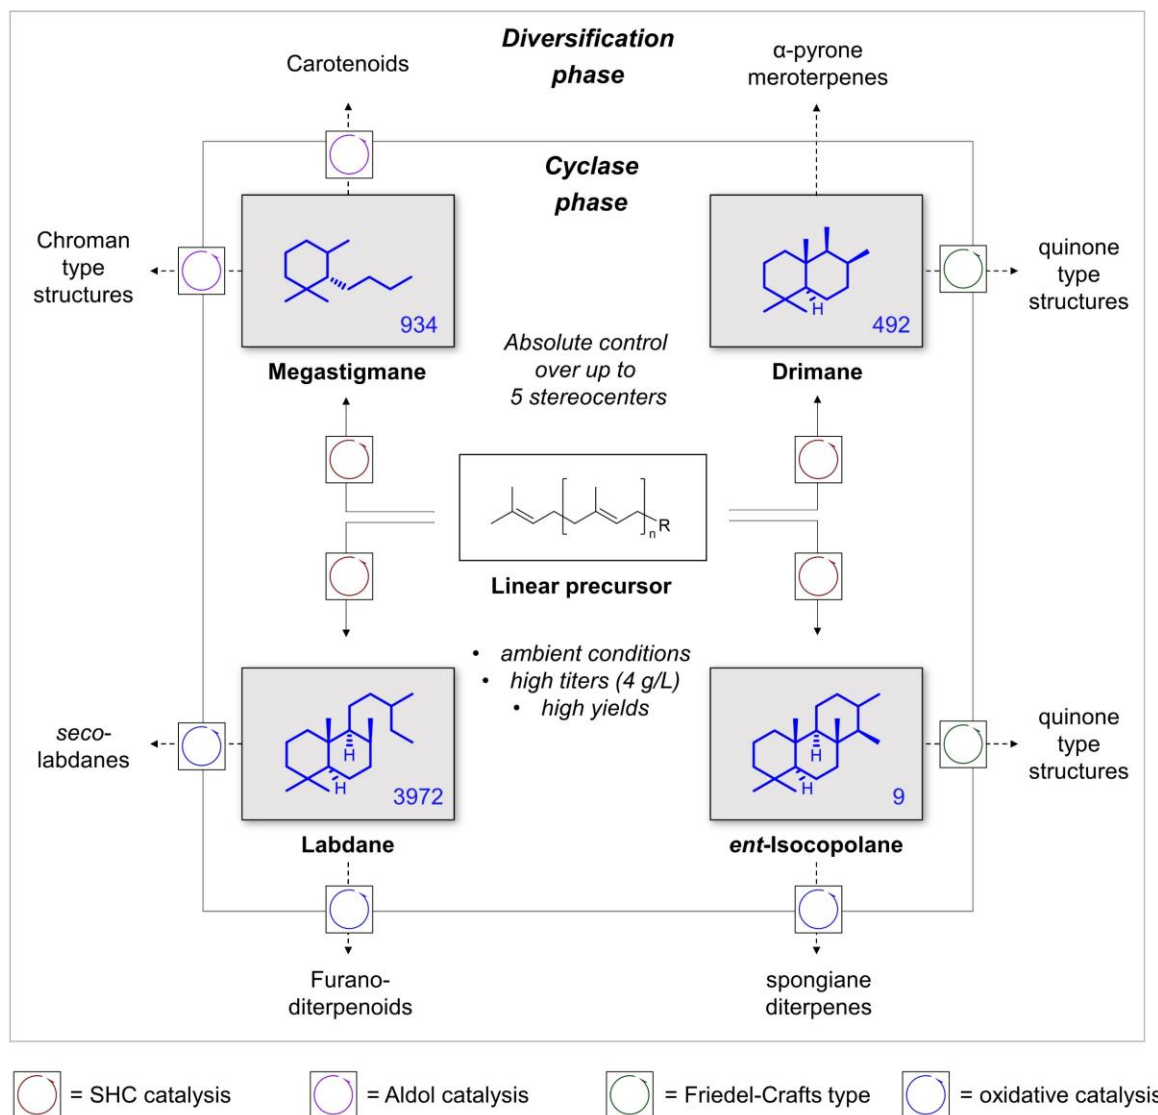 Diversification
phase
Carotenoids
α-pyrone
meroterpenes
Cyclase
phase
Chroman
type
structures
934
Megastigmane
492
Drimane
quinone
type
structures
Absolute control
over up to
5 stereocenters
n
R
Linear precursor
• ambient conditions
• high titers (4 g/L)
• high yields
seco-
labdanes
H
H
3972
Labdane
H
H
9
ent-Isocopolane
quinone
type
structures
H
Furano-
diterpenoids
spongiane
diterpenes
= SHC catalysis
= Aldol catalysis
= Friedel-Crafts type
= oxidative catalysis